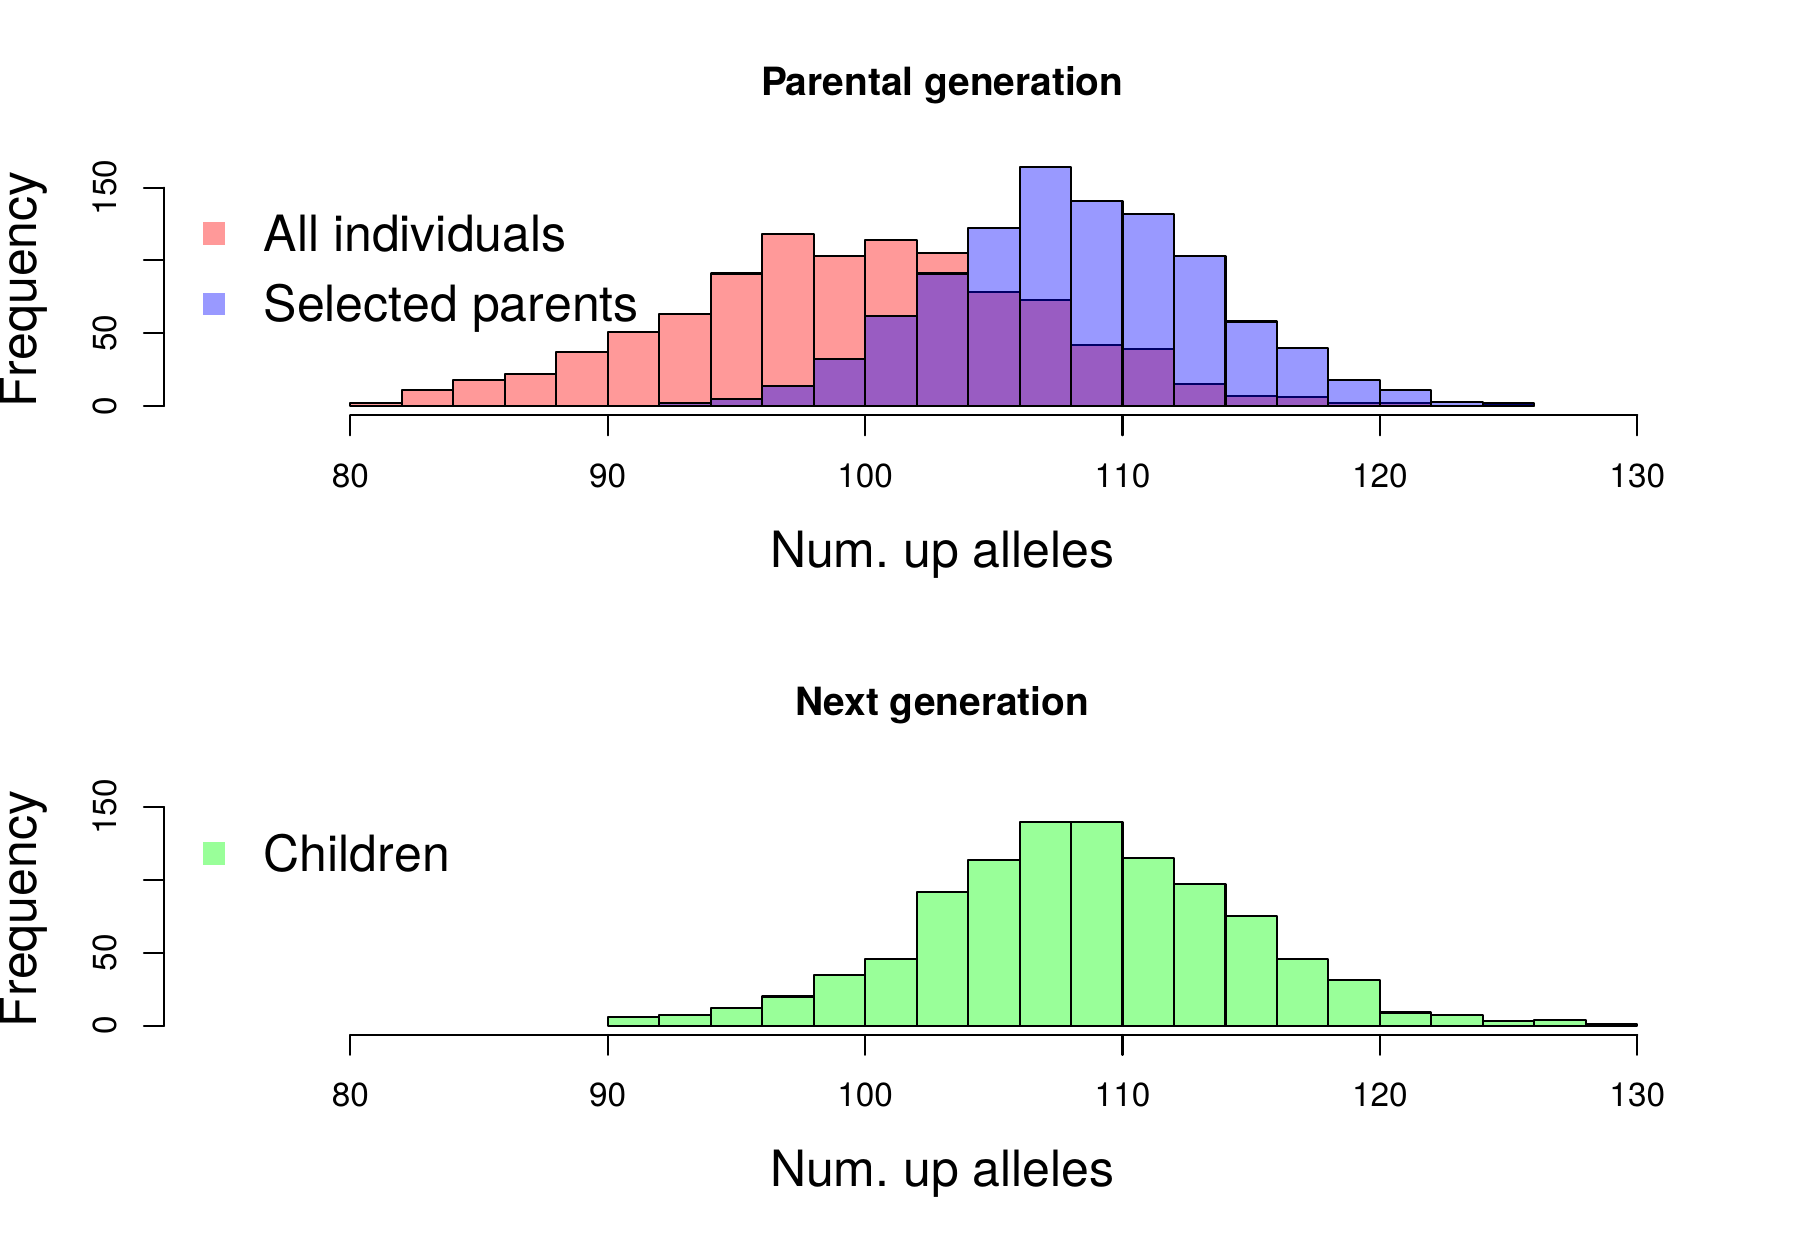 Parental generation
Frequency
150
50
0
All individuals
Selected parents
80 90 100 110 120 130
Num. up alleles
Next generation
Frequency
150
50
0
Children
80 90 100 110 120 130
Num. up alleles